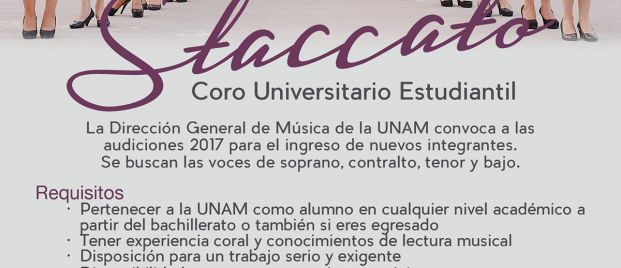 Staccato
Coro Universitario Estudiantil
La Dirección General de Música de la UNAM convoca a las
audiciones 2017 para el ingreso de nuevos integrantes.
Se buscan las voces de soprano, contralto, tenor y bajo.
Requisitos
· Pertenecer a la UNAM como alumno en cualquier nivel académico a
partir del bachillerato o también si eres egresado
· Tener experiencia coral y conocimientos de lectura musical
· Disposición para un trabajo serio y exigente